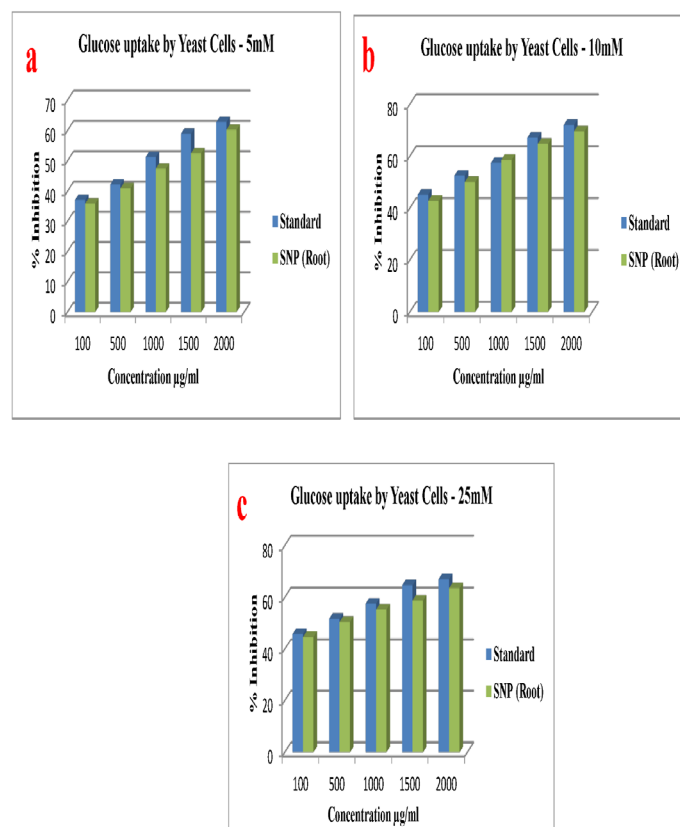 a
Glucose uptake by Yeast Cells - 5mM
70
60
50
40
30
20
10
0
% Inhibition
100 500 1000 1500 2000
Concentration µg/ml
Standard
SNP (Root)
b
Glucose uptake by Yeast Cells - 10mM
80
60
40
20
0
% Inhibition
100 500 1000 1500 2000
Concentration µg/ml
Standard
SNP (Root)
c
Glucose uptake by Yeast Cells - 25mM
80
60
40
20
0
% Inhibition
100 500 1000 1500 2000
Concentration µg/ml
Standard
SNP (Root)